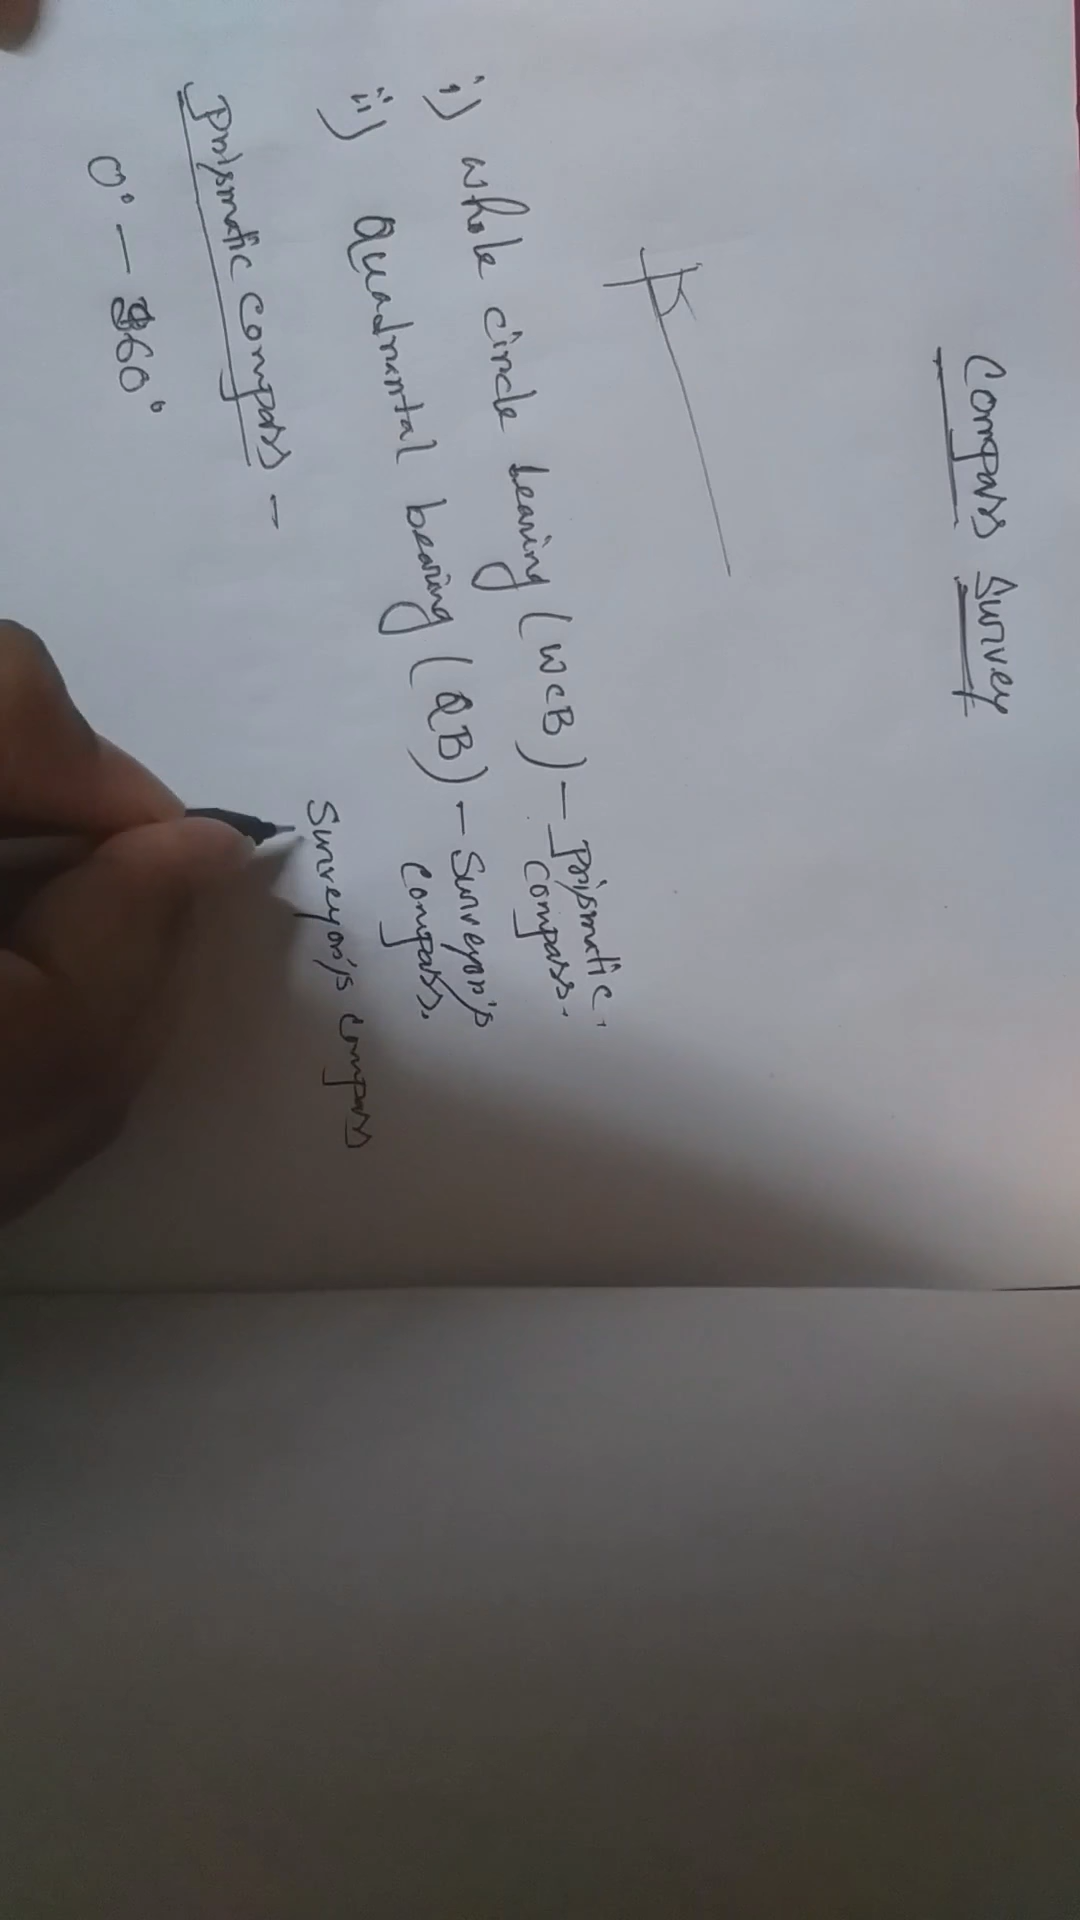 Compass Survey
i) whole circle bearing (WCB) - Prismatic
compass.
ii) Quadrantal bearing (QB) - Surveyor's
compass.
Prismatic compass -
Surveyor's compass
0° - 360°